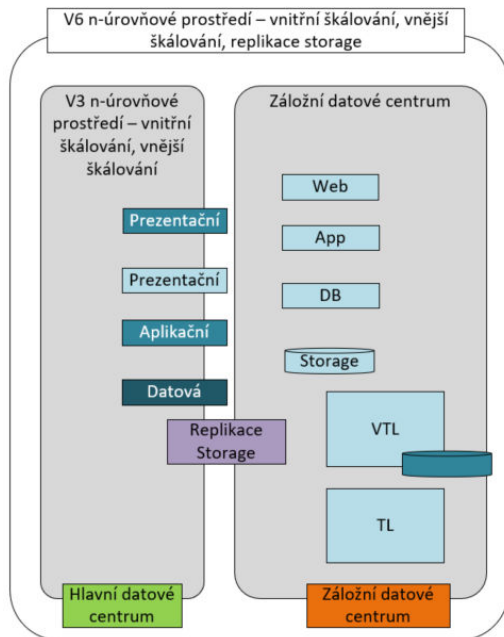 V6 n-úrovňové prostředí – vnitřní škálování, vnější
škálování, replikace storage
V3 n-úrovňové
prostředí – vnitřní
škálování, vnější
škálování
Prezentační
Prezentační
Aplikační
Datová
Replikace
Storage
Hlavní datové
centrum
Záložní datové centrum
Web
App
DB
Storage
VTL
TL
Záložní datové
centrum